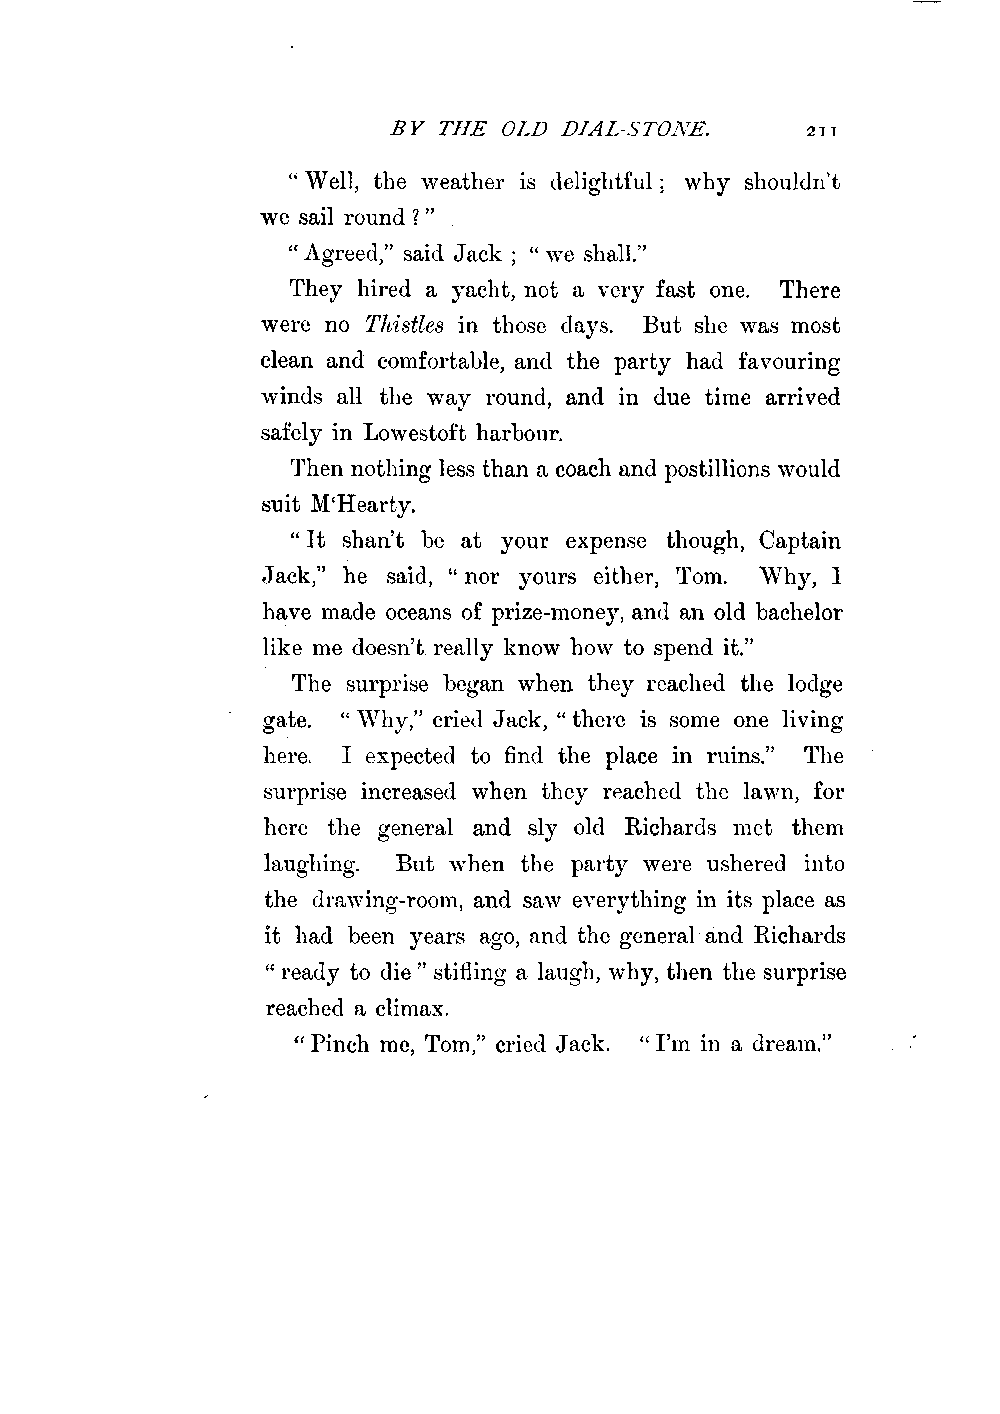 BY THE OLD DIAL-STONE. 211
“Well, the weather is delightful; why shouldn’t
we sail round?”
“Agreed,” said Jack; “we shall.”
They hired a yacht, not a very fast one. There
were no Thistles in those days. But she was most
clean and comfortable, and the party had favouring
winds all the way round, and in due time arrived
safely in Lowestoft harbour.
Then nothing less than a coach and postillions would
suit M‘Hearty.
“It shan’t be at your expense though, Captain
Jack,” he said, “nor yours either, Tom. Why, I
have made oceans of prize-money, and an old bachelor
like me doesn’t really know how to spend it.”
The surprise began when they reached the lodge
gate. “Why,” cried Jack, “there is some one living
here. I expected to find the place in ruins.” The
surprise increased when they reached the lawn, for
here the general and sly old Richards met them
laughing. But when the party were ushered into
the drawing-room, and saw everything in its place as
it had been years ago, and the general and Richards
“ready to die” stifling a laugh, why, then the surprise
reached a climax.
“Pinch me, Tom,” cried Jack. “I’m in a dream.”